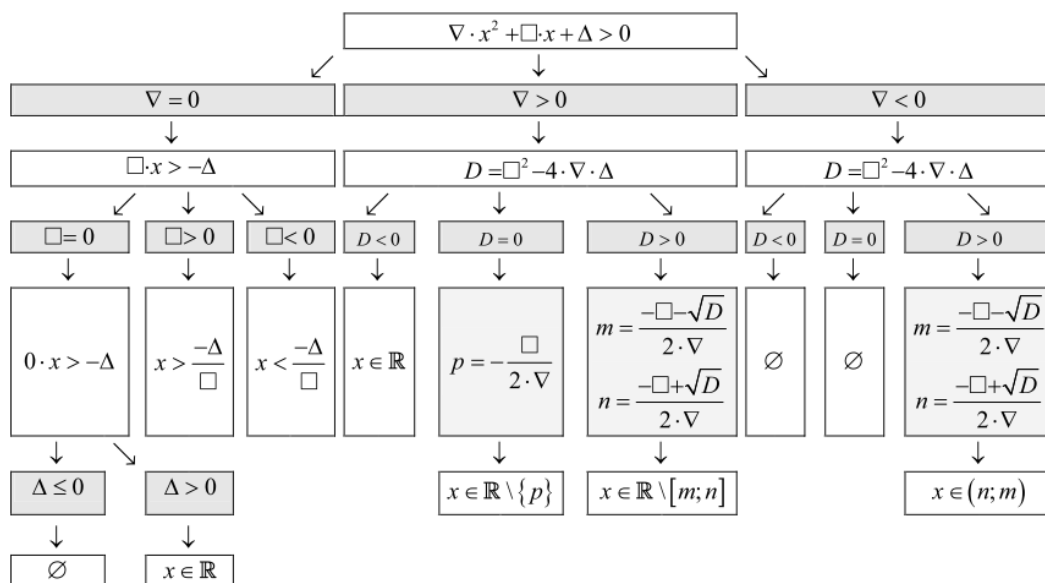 ∇ · x² + □ · x + Δ > 0
∇ = 0
∇ > 0
∇ < 0
□ · x > −Δ
D = □² − 4 · ∇ · Δ
D = □² − 4 · ∇ · Δ
□ = 0
□ > 0
□ < 0
D < 0
D = 0
D > 0
D < 0
D = 0
D > 0
0 · x > −Δ
x > −Δ/□
x < −Δ/□
x ∈ ℝ
p = −□/(2 · ∇)
m = (−□ − √D)/(2 · ∇)
n = (−□ + √D)/(2 · ∇)
∅
∅
m = (−□ − √D)/(2 · ∇)
n = (−□ + √D)/(2 · ∇)
Δ ≤ 0
Δ > 0
x ∈ ℝ \ {p}
x ∈ ℝ \ [m; n]
x ∈ (n; m)
∅
x ∈ ℝ